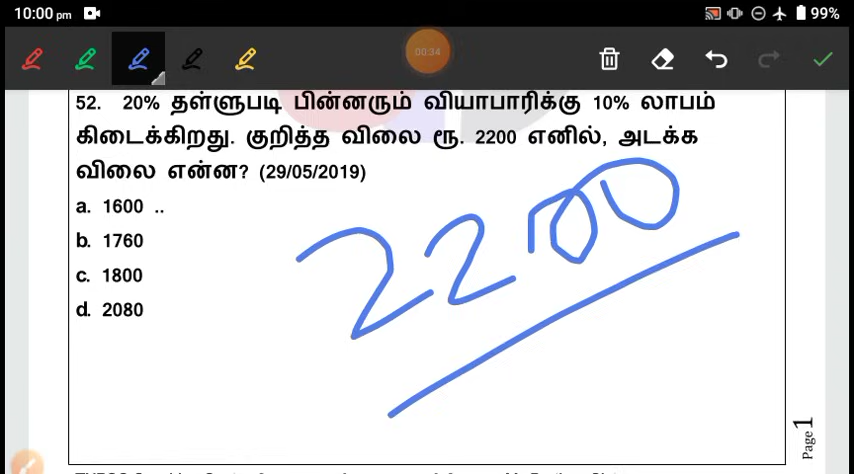 10:00 pm
99%
00:34
52. 20% தள்ளுபடி பின்னரும் வியாபாரிக்கு 10% லாபம்
கிடைக்கிறது. குறித்த விலை ரூ. 2200 எனில், அடக்க
விலை என்ன? (29/05/2019)
a. 1600 ..
b. 1760
c. 1800
d. 2080
2200
Page 1